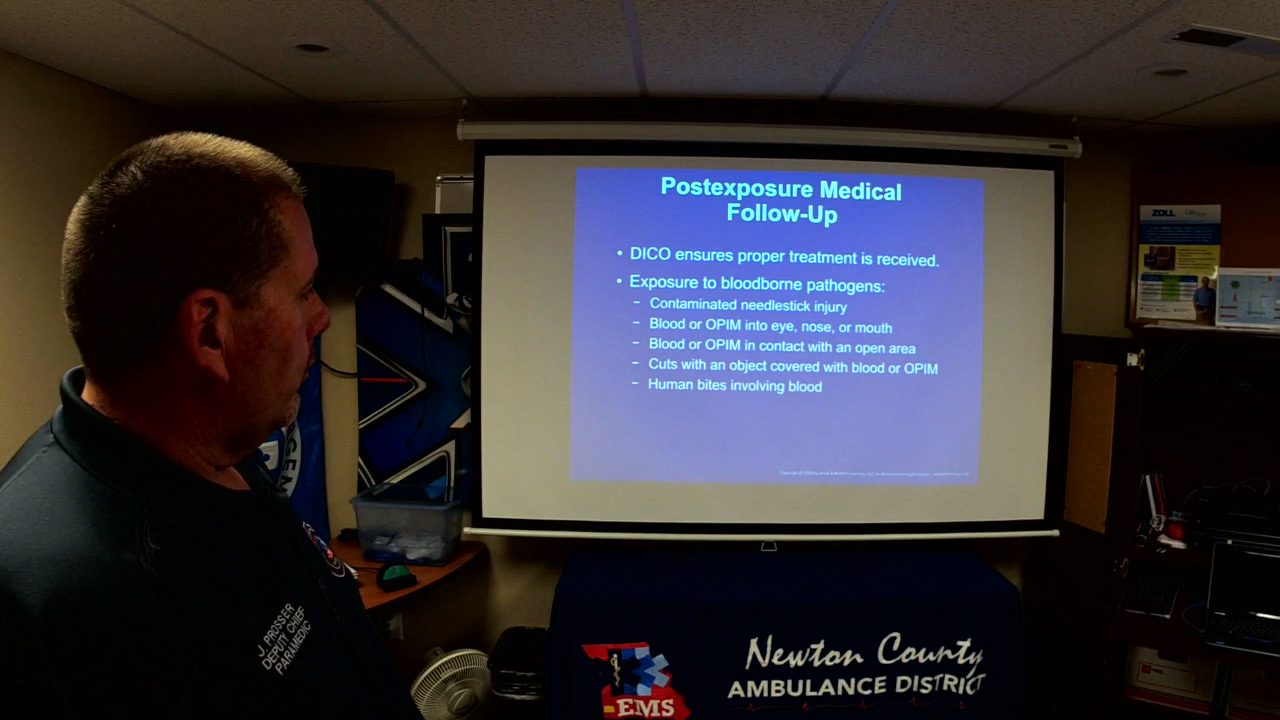 Postexposure Medical
Follow-Up
• DICO ensures proper treatment is received.
• Exposure to bloodborne pathogens:
– Contaminated needlestick injury
– Blood or OPIM into eye, nose, or mouth
– Blood or OPIM in contact with an open area
– Cuts with an object covered with blood or OPIM
– Human bites involving blood
ZOLL
J. PROSSER
DEPUTY CHIEF
PARAMEDIC
EMS
Newton County
AMBULANCE DISTRICT